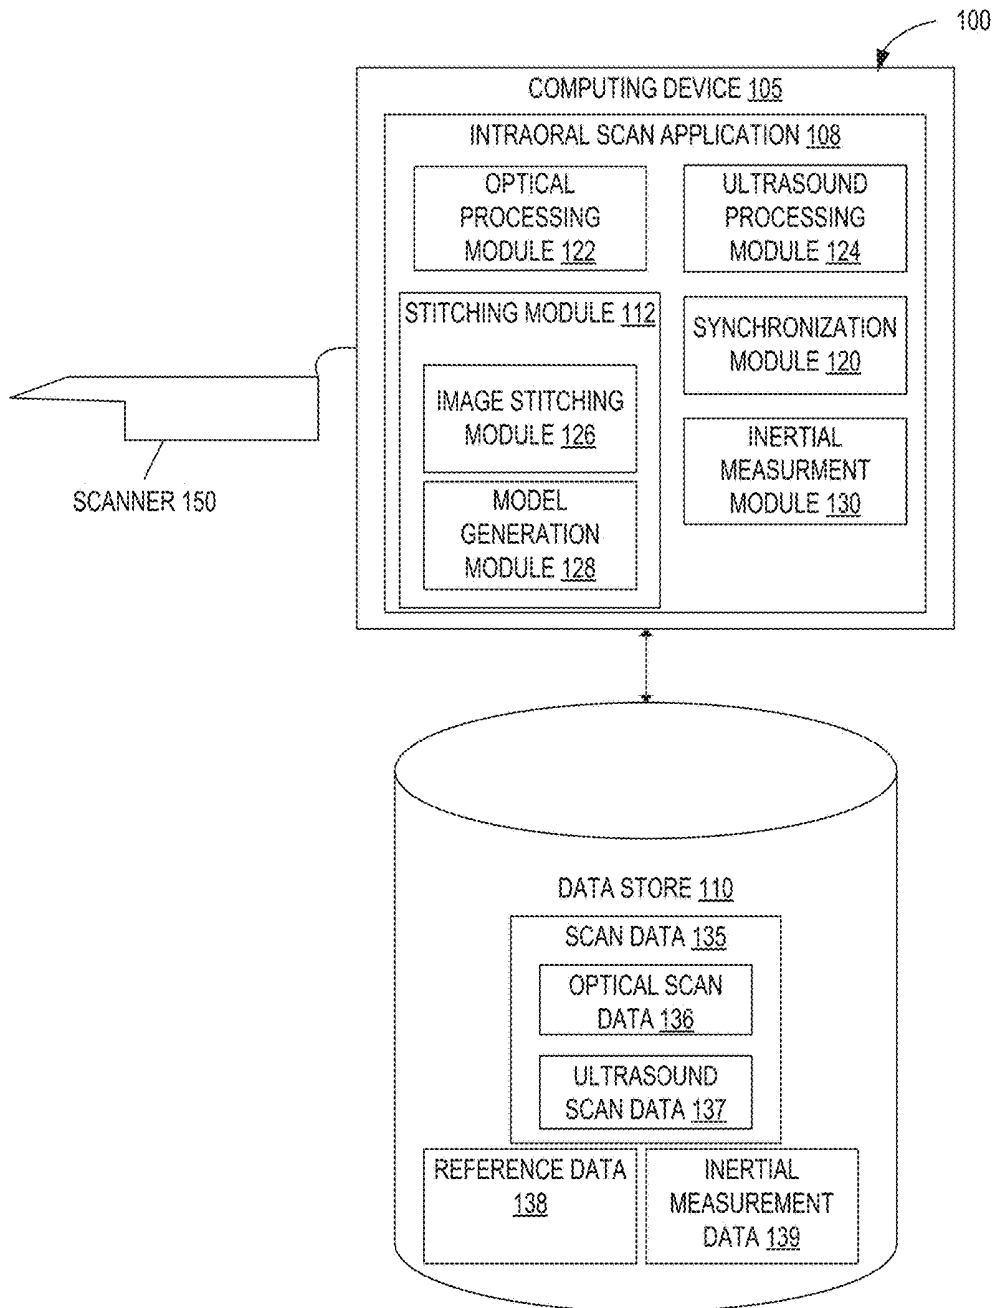 100
COMPUTING DEVICE 105
INTRAORAL SCAN APPLICATION 108
OPTICAL
PROCESSING
MODULE 122
ULTRASOUND
PROCESSING
MODULE 124
STITCHING MODULE 112
SYNCHRONIZATION
MODULE 120
IMAGE STITCHING
MODULE 126
INERTIAL
MEASURMENT
MODULE 130
MODEL
GENERATION
MODULE 128
SCANNER 150
DATA STORE 110
SCAN DATA 135
OPTICAL SCAN
DATA 136
ULTRASOUND
SCAN DATA 137
REFERENCE DATA
138
INERTIAL
MEASUREMENT
DATA 139